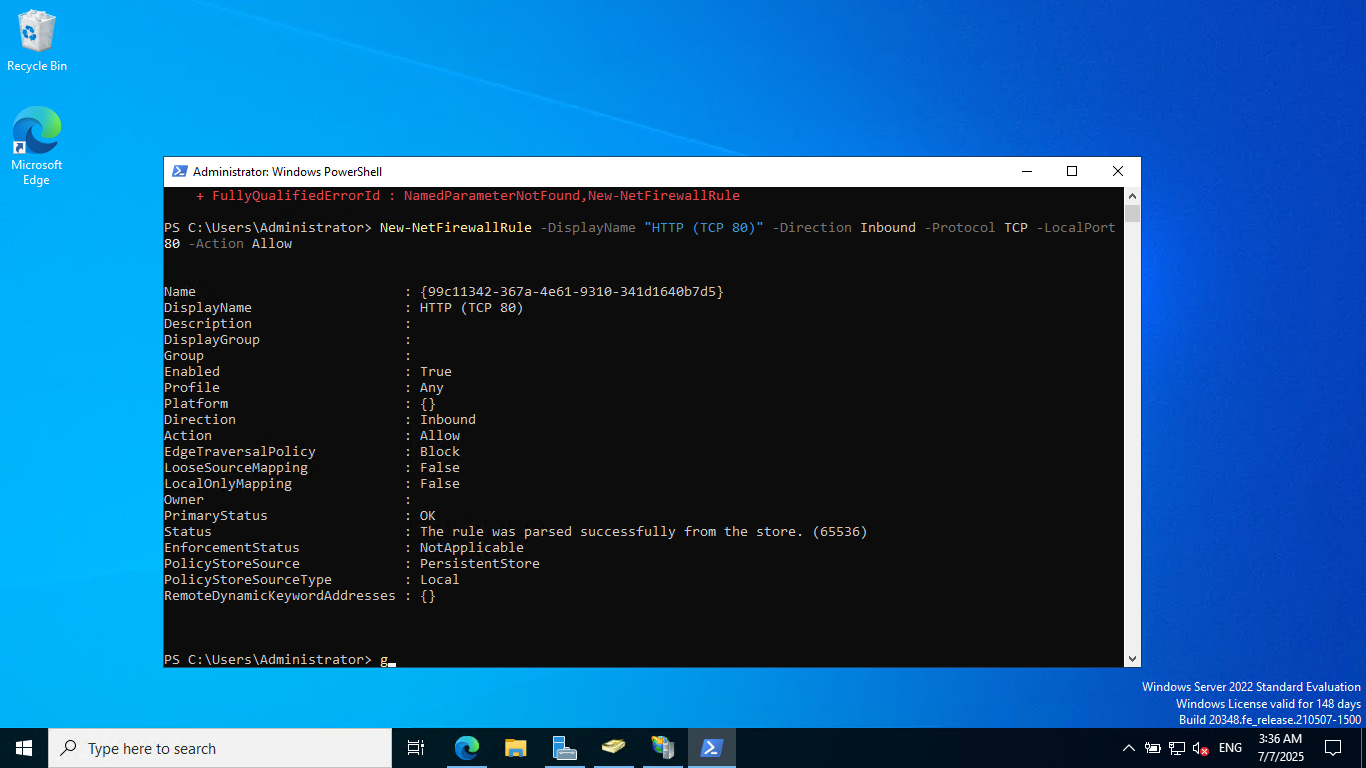 Recycle Bin
Microsoft
Edge
Administrator: Windows PowerShell
+ FullyQualifiedErrorId : NamedParameterNotFound,New-NetFirewallRule
PS C:\Users\Administrator> New-NetFirewallRule -DisplayName "HTTP (TCP 80)" -Direction Inbound -Protocol TCP -LocalPort
80 -Action Allow
Name : {99c11342-367a-4e61-9310-341d1640b7d5}
DisplayName : HTTP (TCP 80)
Description :
DisplayGroup :
Group :
Enabled : True
Profile : Any
Platform : {}
Direction : Inbound
Action : Allow
EdgeTraversalPolicy : Block
LooseSourceMapping : False
LocalOnlyMapping : False
Owner :
PrimaryStatus : OK
Status : The rule was parsed successfully from the store. (65536)
EnforcementStatus : NotApplicable
PolicyStoreSource : PersistentStore
PolicyStoreSourceType : Local
RemoteDynamicKeywordAddresses : {}
PS C:\Users\Administrator> g
Windows Server 2022 Standard Evaluation
Windows License valid for 148 days
Build 20348.fe_release.210507-1500
Type here to search
ENG
3:36 AM
7/7/2025